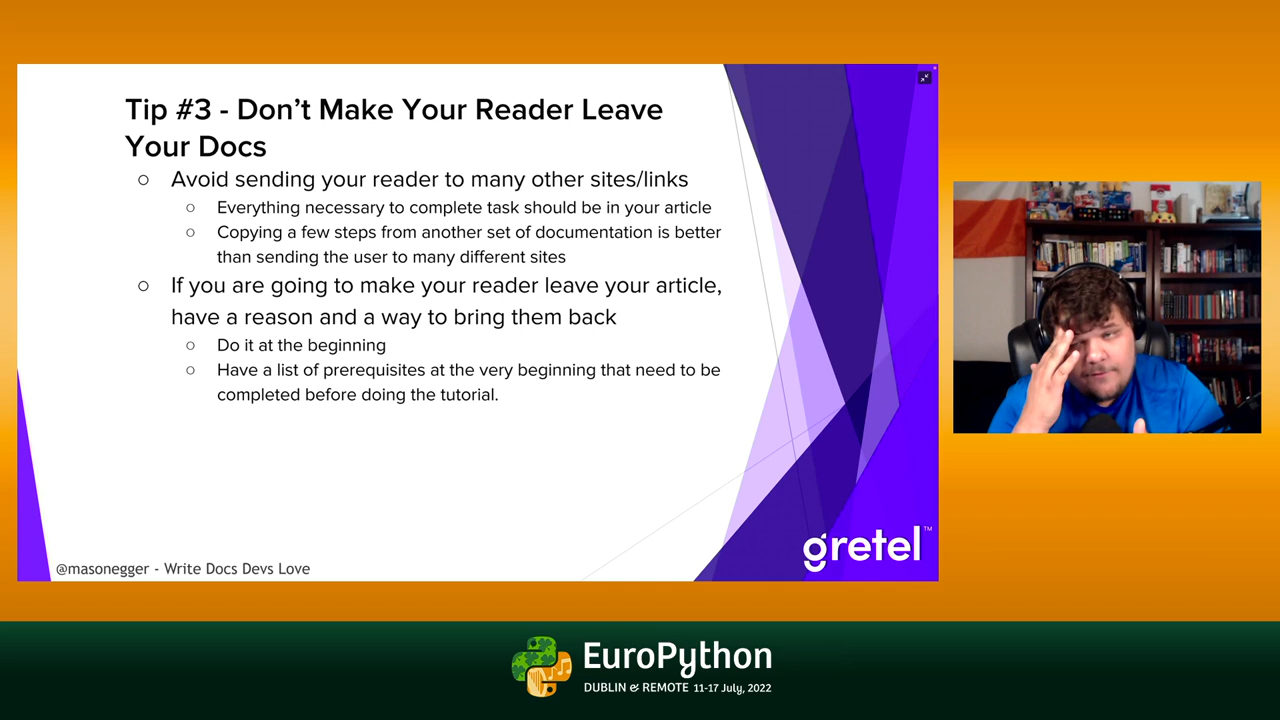 Tip #3 - Don't Make Your Reader Leave
Your Docs
○ Avoid sending your reader to many other sites/links
○ Everything necessary to complete task should be in your article
○ Copying a few steps from another set of documentation is better
than sending the user to many different sites
○ If you are going to make your reader leave your article,
have a reason and a way to bring them back
○ Do it at the beginning
○ Have a list of prerequisites at the very beginning that need to be
completed before doing the tutorial.
gretel™
@masonegger - Write Docs Devs Love
EuroPython
DUBLIN & REMOTE 11-17 July, 2022